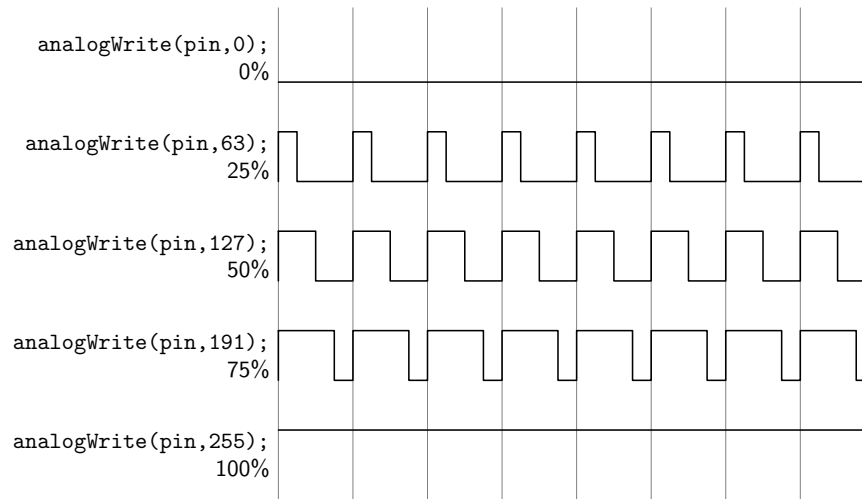 analogWrite(pin,0);
0%
analogWrite(pin,63);
25%
analogWrite(pin,127);
50%
analogWrite(pin,191);
75%
analogWrite(pin,255);
100%